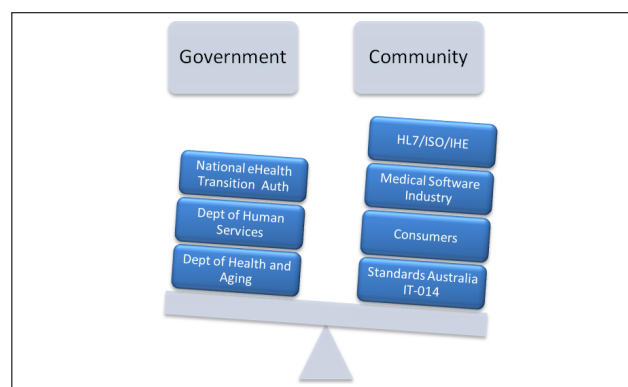 Government
Community
National eHealth
Transition Auth
Dept of Human
Services
Dept of Health and
Aging
HL7/ISO/IHE
Medical Software
Industry
Consumers
Standards Australia
IT-014